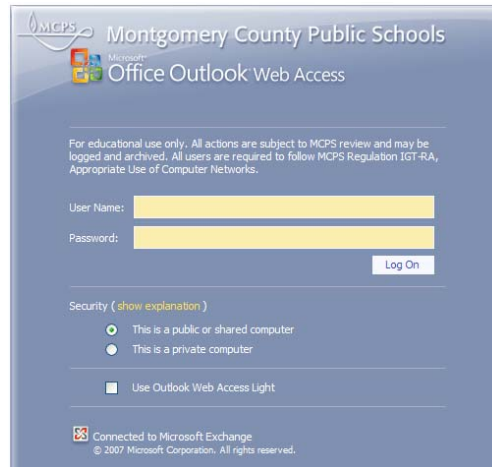 MCPS
Montgomery County Public Schools
Microsoft
Office Outlook Web Access
For educational use only. All actions are subject to MCPS review and may be
logged and archived. All users are required to follow MCPS Regulation IGT-RA,
Appropriate Use of Computer Networks.
User Name:
Password:
Log On
Security ( show explanation )
This is a public or shared computer
This is a private computer
Use Outlook Web Access Light
Connected to Microsoft Exchange
© 2007 Microsoft Corporation. All rights reserved.